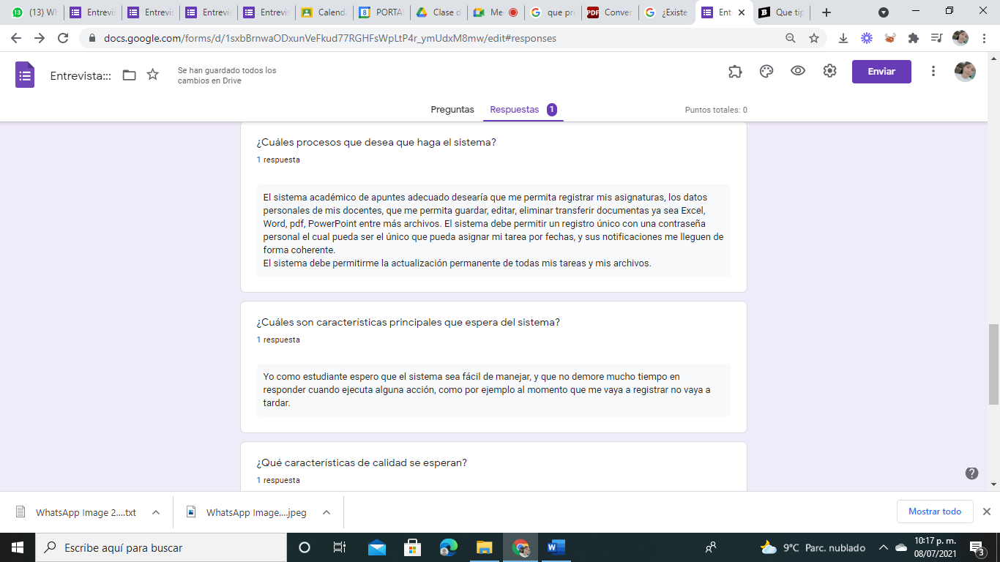 (13) Wh
Entrevis
Entrevis
Entrevis
Entrevis
Calenda
PORTA
Clase d
Me
que pre
Conver
¿Existe
Ent
Que tip
docs.google.com/forms/d/1sxbBrnwaODxunVeFkud77RGHFsWpLtP4r_ymUdxM8mw/edit#responses
Entrevista:::
Se han guardado todos los
cambios en Drive
Enviar
Preguntas
Respuestas 1
Puntos totales: 0
¿Cuáles procesos que desea que haga el sistema?
1 respuesta
El sistema académico de apuntes adecuado desearía que me permita registrar mis asignaturas, los datos
personales de mis docentes, que me permita guardar, editar, eliminar transferir documentas ya sea Excel,
Word, pdf, PowerPoint entre más archivos. El sistema debe permitir un registro único con una contraseña
personal el cual pueda ser el único que pueda asignar mi tarea por fechas, y sus notificaciones me lleguen de
forma coherente.
El sistema debe permitirme la actualización permanente de todas mis tareas y mis archivos.
¿Cuáles son características principales que espera del sistema?
1 respuesta
Yo como estudiante espero que el sistema sea fácil de manejar, y que no demore mucho tiempo en
responder cuando ejecuta alguna acción, como por ejemplo al momento que me vaya a registrar no vaya a
tardar.
¿Qué características de calidad se esperan?
1 respuesta
WhatsApp Image 2....txt
WhatsApp Image....jpeg
Mostrar todo
Escribe aquí para buscar
9°C Parc. nublado
10:17 p. m.
08/07/2021
3